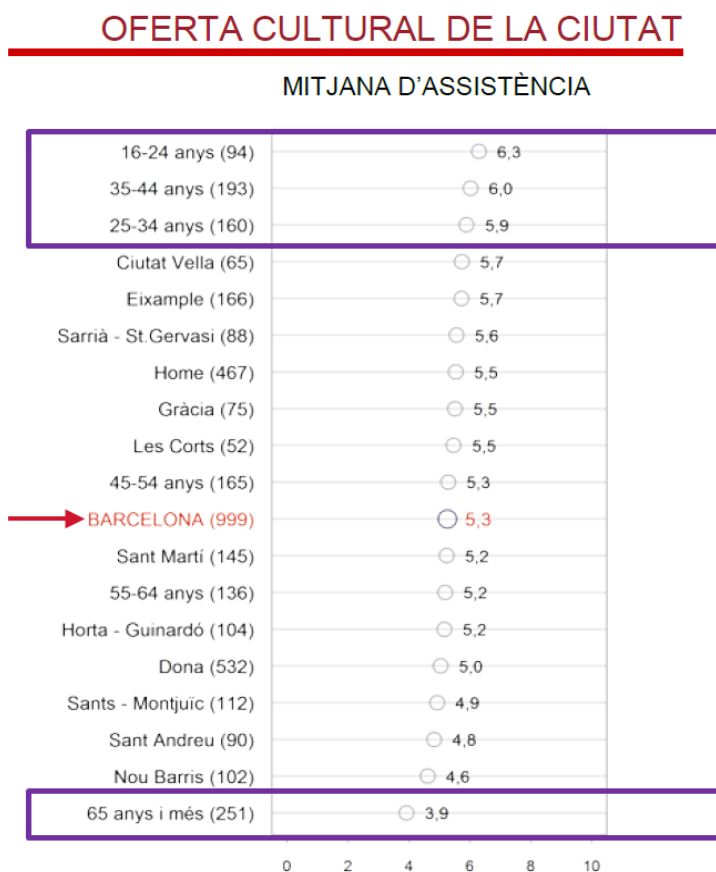 OFERTA CULTURAL DE LA CIUTAT
MITJANA D'ASSISTÈNCIA
16-24 anys (94) 6,3
35-44 anys (193) 6,0
25-34 anys (160) 5,9
Ciutat Vella (65) 5,7
Eixample (166) 5,7
Sarrià - St.Gervasi (88) 5,6
Home (467) 5,5
Gràcia (75) 5,5
Les Corts (52) 5,5
45-54 anys (165) 5,3
BARCELONA (999) 5,3
Sant Martí (145) 5,2
55-64 anys (136) 5,2
Horta - Guinardó (104) 5,2
Dona (532) 5,0
Sants - Montjuïc (112) 4,9
Sant Andreu (90) 4,8
Nou Barris (102) 4,6
65 anys i més (251) 3,9
0 2 4 6 8 10